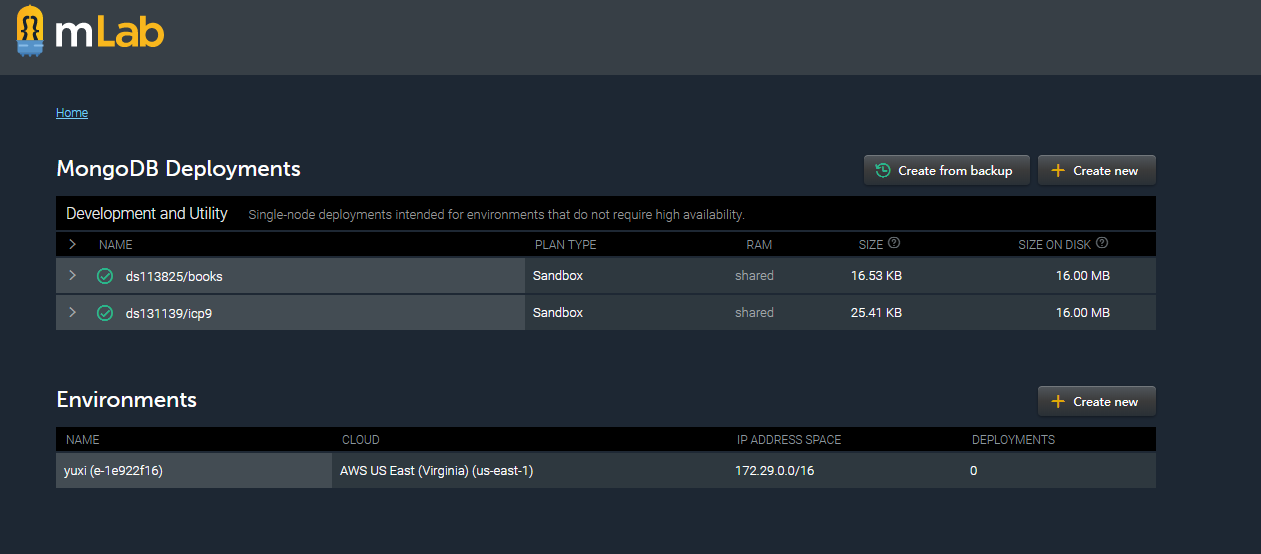 mLab
Home
MongoDB Deployments
Create from backup
Create new
Development and Utility Single-node deployments intended for environments that do not require high availability.
NAME PLAN TYPE RAM SIZE SIZE ON DISK
ds113825/books Sandbox shared 16.53 KB 16.00 MB
ds131139/icp9 Sandbox shared 25.41 KB 16.00 MB
Environments
Create new
NAME CLOUD IP ADDRESS SPACE DEPLOYMENTS
yuxi (e-1e922f16) AWS US East (Virginia) (us-east-1) 172.29.0.0/16 0